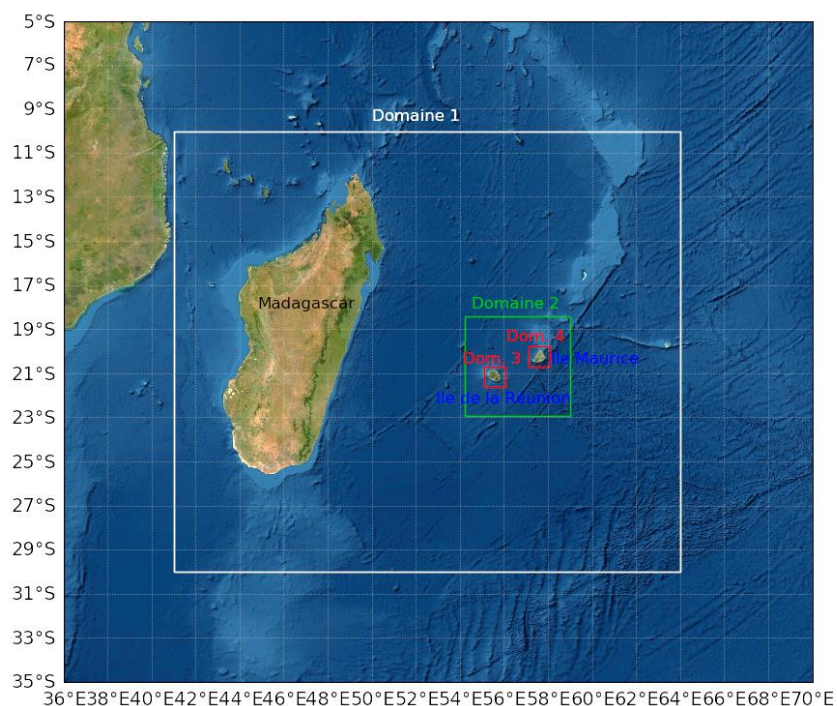 5°S
7°S
9°S
Domaine 1
11°S
13°S
15°S
17°S
Madagascar
Domaine 2
19°S
Dom. 4
Dom. 3
Ile Maurice
21°S
Ile de la Réunion
23°S
25°S
27°S
29°S
31°S
33°S
35°S
36°E38°E40°E42°E44°E46°E48°E50°E52°E54°E56°E58°E60°E62°E64°E66°E68°E70°E